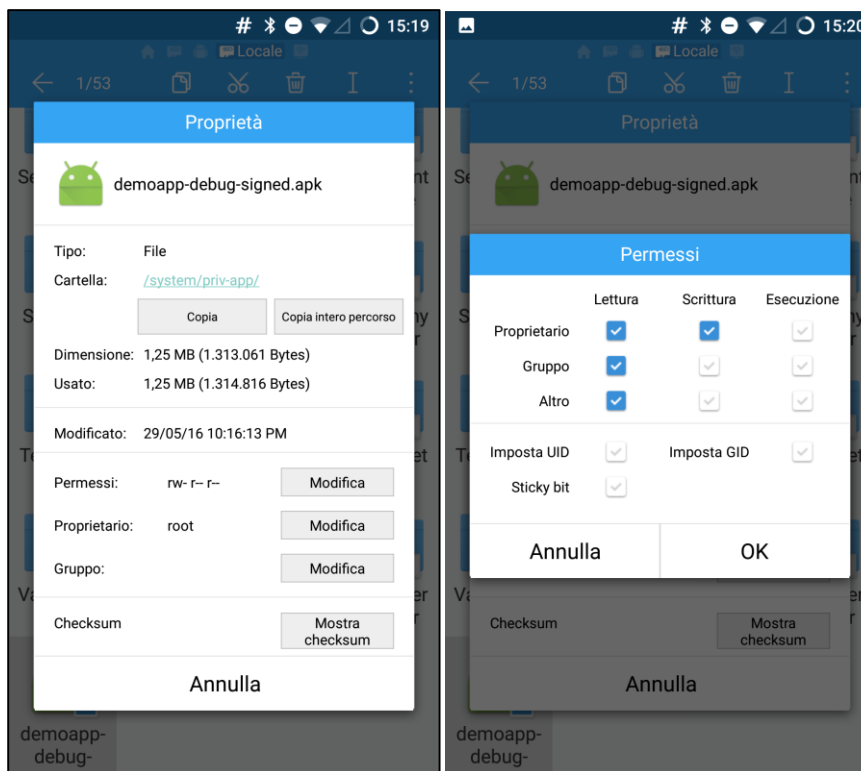 # 15:19
Locale
1/53
Proprietà
demoapp-debug-signed.apk
Tipo: File
Cartella: /system/priv-app/
Copia Copia intero percorso
Dimensione: 1,25 MB (1.313.061 Bytes)
Usato: 1,25 MB (1.314.816 Bytes)
Modificato: 29/05/16 10:16:13 PM
Permessi: rw- r-- r-- Modifica
Proprietario: root Modifica
Gruppo: Modifica
Checksum Mostra
checksum
Annulla
demoapp-
debug-
# 15:20
Locale
1/53
Proprietà
demoapp-debug-signed.apk
Permessi
Lettura Scrittura Esecuzione
Proprietario
Gruppo
Altro
Imposta UID Imposta GID
Sticky bit
Annulla OK
Checksum Mostra
checksum
Annulla
demoapp-
debug-